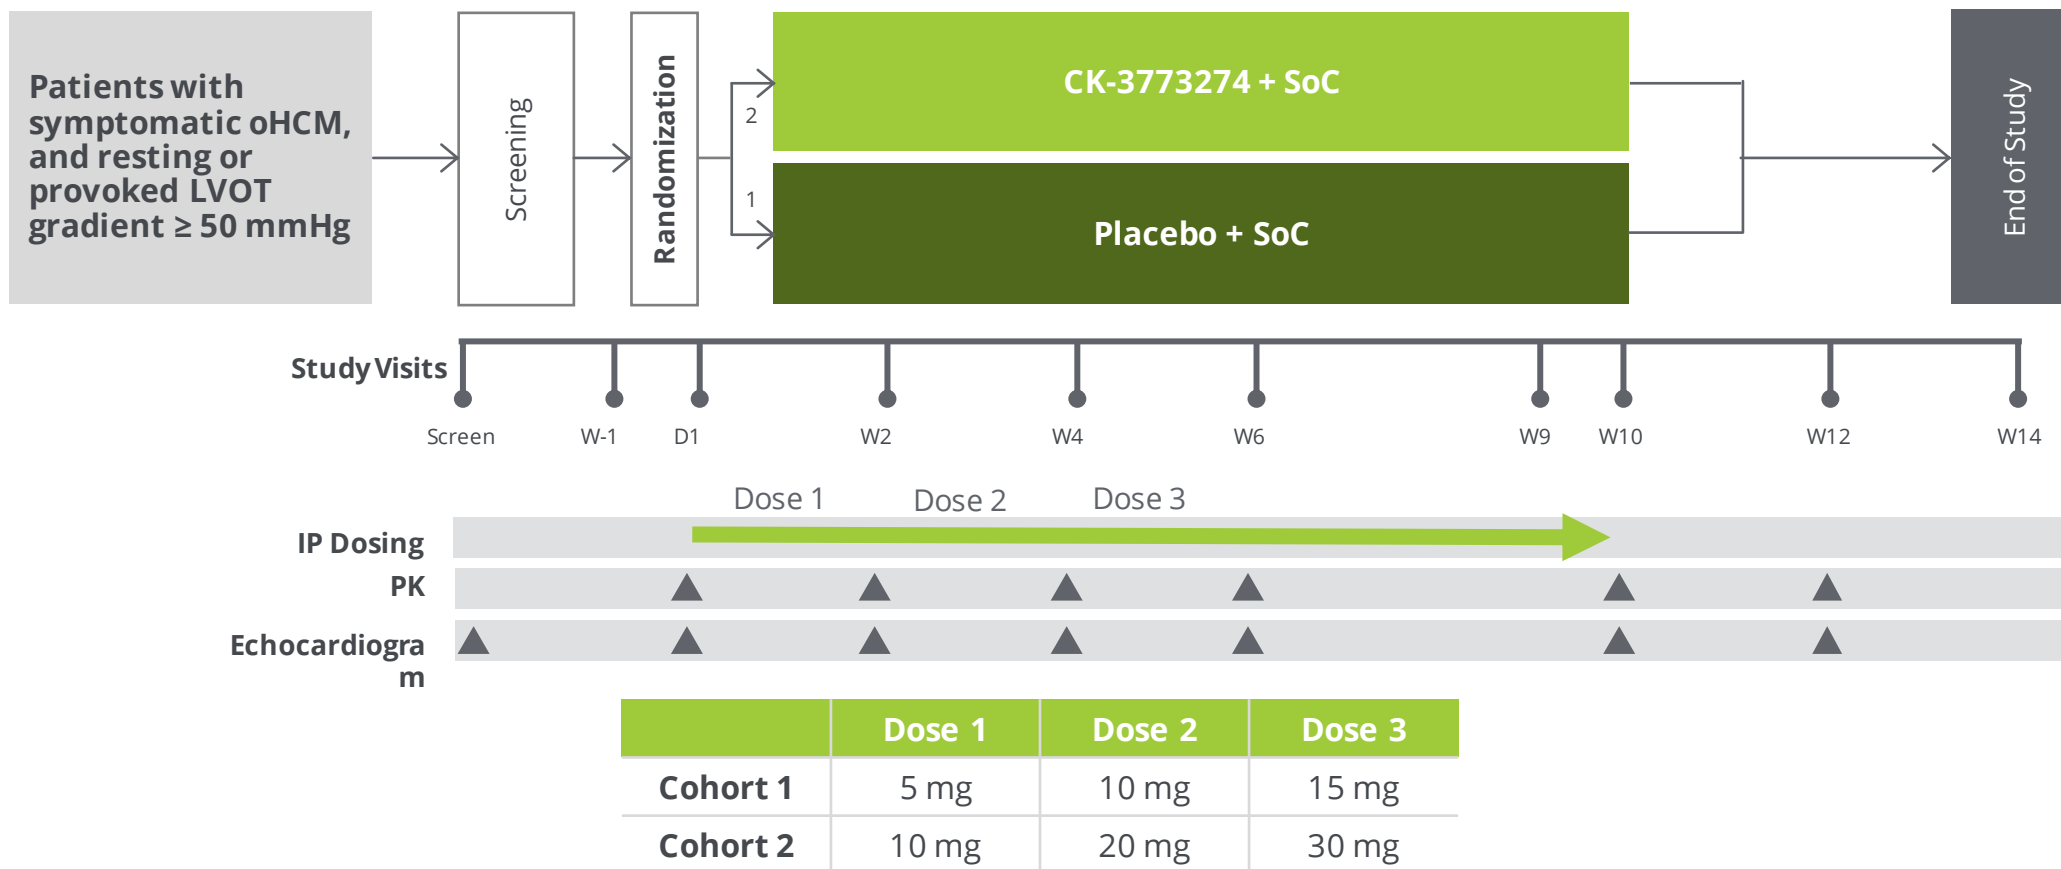 Patients with
symptomatic oHCM,
and resting or
provoked LVOT
gradient ≥ 50 mmHg
Screening
Randomization
2
1
CK-3773274 + SoC
Placebo + SoC
End of Study
Study Visits
Screen W-1 D1 W2 W4 W6 W9 W10 W12 W14
Dose 1 Dose 2 Dose 3
IP Dosing
PK
Echocardiogra
m
Dose 1 Dose 2 Dose 3
Cohort 1 5 mg 10 mg 15 mg
Cohort 2 10 mg 20 mg 30 mg